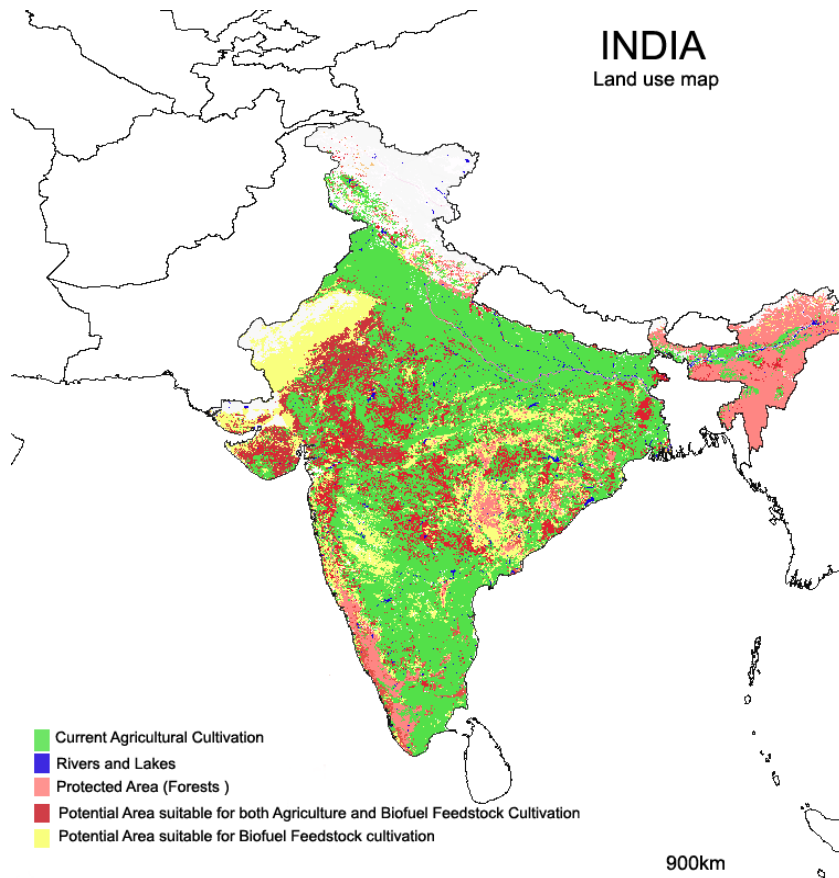 INDIA
Land use map
Current Agricultural Cultivation
Rivers and Lakes
Protected Area (Forests )
Potential Area suitable for both Agriculture and Biofuel Feedstock Cultivation
Potential Area suitable for Biofuel Feedstock cultivation
900km